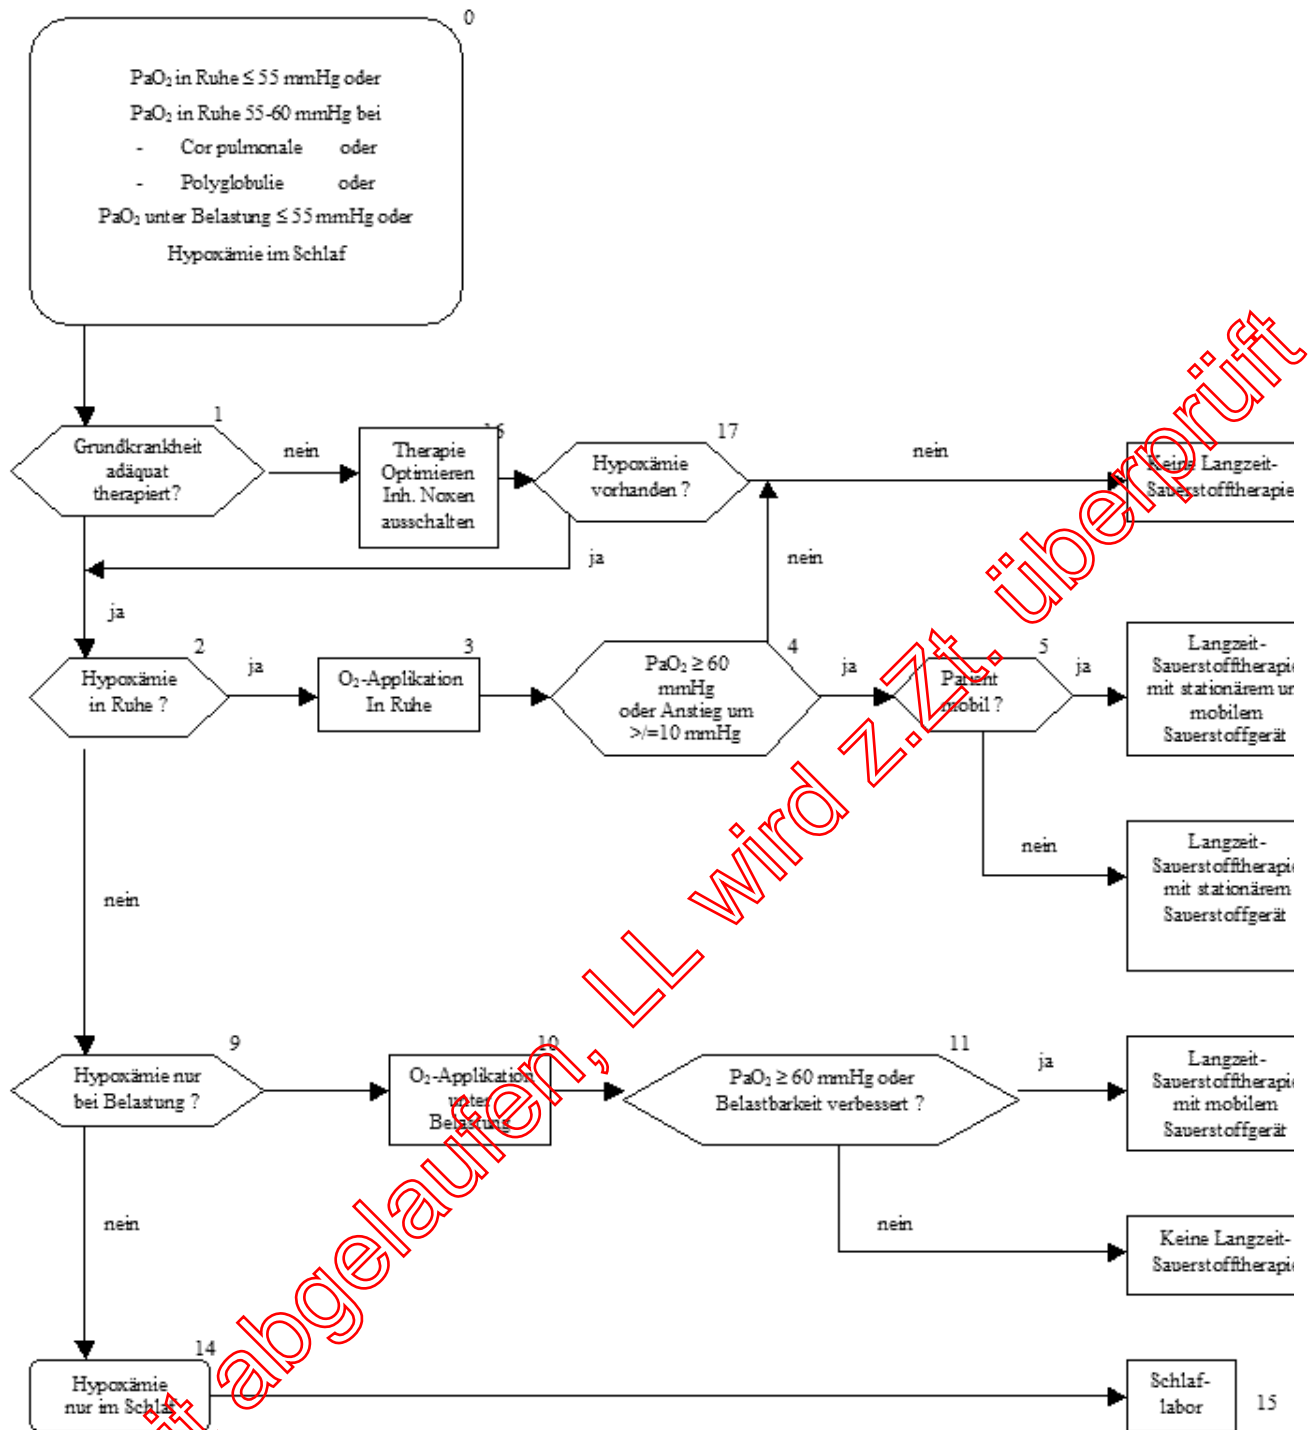 0
PaO₂ in Ruhe ≤ 55 mmHg oder
PaO₂ in Ruhe 55-60 mmHg bei
- Cor pulmonale oder
- Polyglobulie oder
PaO₂ unter Belastung ≤ 55 mmHg oder
Hypoxämie im Schlaf
1
Grundkrankheit
adäquat
therapiert ?
nein
16
Therapie
Optimieren
Inh. Noxen
ausschalten
17
Hypoxämie
vorhanden ?
nein
Keine Langzeit-
Sauerstofftherapie
ja
nein
ja
2
Hypoxämie
in Ruhe ?
ja
3
O₂-Applikation
In Ruhe
4
PaO₂ ≥ 60
mmHg
oder Anstieg um
>/=10 mmHg
ja
5
Patient
mobil ?
ja
Langzeit-
Sauerstofftherapie
mit stationärem un
mobilem
Sauerstoffgerät
nein
Langzeit-
Sauerstofftherapie
mit stationärem
Sauerstoffgerät
nein
9
Hypoxämie nur
bei Belastung ?
10
O₂-Applikation
unter
Belastung
11
PaO₂ ≥ 60 mmHg oder
Belastbarkeit verbessert ?
ja
Langzeit-
Sauerstofftherapie
mit mobilem
Sauerstoffgerät
nein
Keine Langzeit-
Sauerstofftherapie
nein
14
Hypoxämie
nur im Schlaf
Schlaf-
labor
15
it abgelaufen, LL wird z.Zt. überprüft